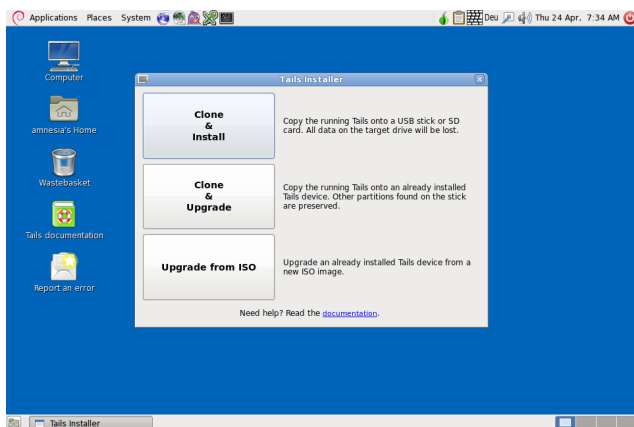 Applications Places System Deu Thu 24 Apr, 7:34 AM
Computer
amnesia's Home
Wastebasket
Tails documentation
Report an error
Tails Installer
Clone
&
Install
Copy the running Tails onto a USB stick or SD
card. All data on the target drive will be lost.
Clone
&
Upgrade
Copy the running Tails onto an already installed
Tails device. Other partitions found on the stick
are preserved.
Upgrade from ISO
Upgrade an already installed Tails device from a
new ISO image.
Need help? Read the documentation.
Tails Installer